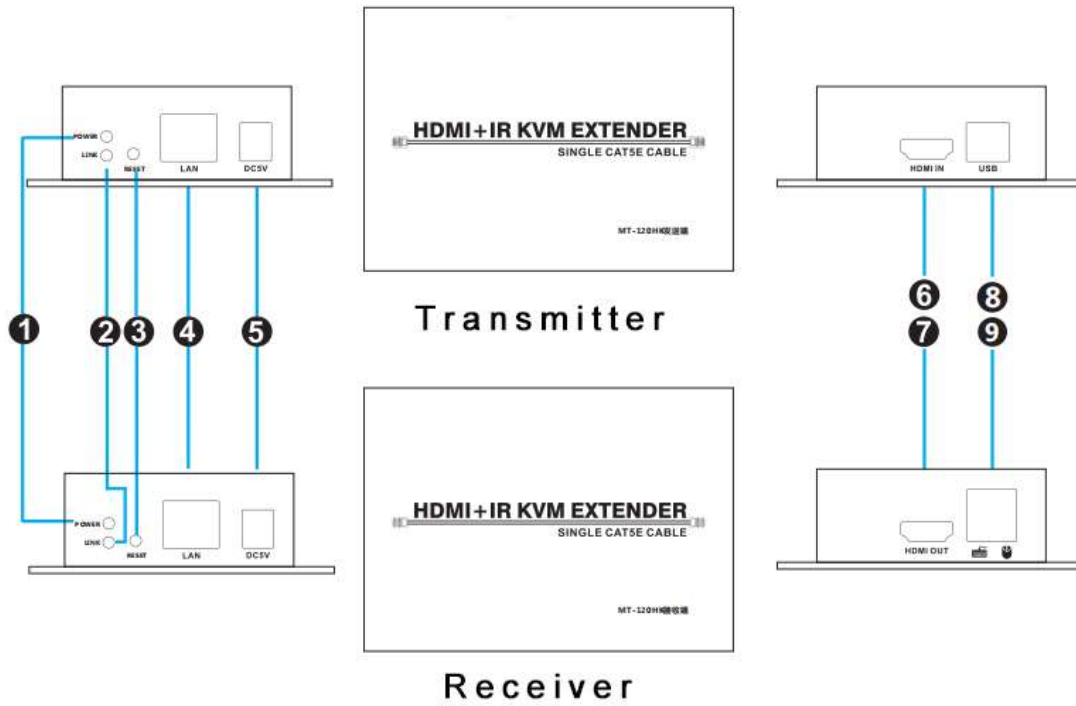 POWER
LINK
RESET
LAN
DC5V
HDMI+IR KVM EXTENDER
SINGLE CAT5E CABLE
MT-120HK发送端
HDMI IN
USB
Transmitter
1
2
3
4
5
6
7
8
9
POWER
LINK
RESET
LAN
DC5V
HDMI+IR KVM EXTENDER
SINGLE CAT5E CABLE
MT-120HK接收端
HDMI OUT
Receiver